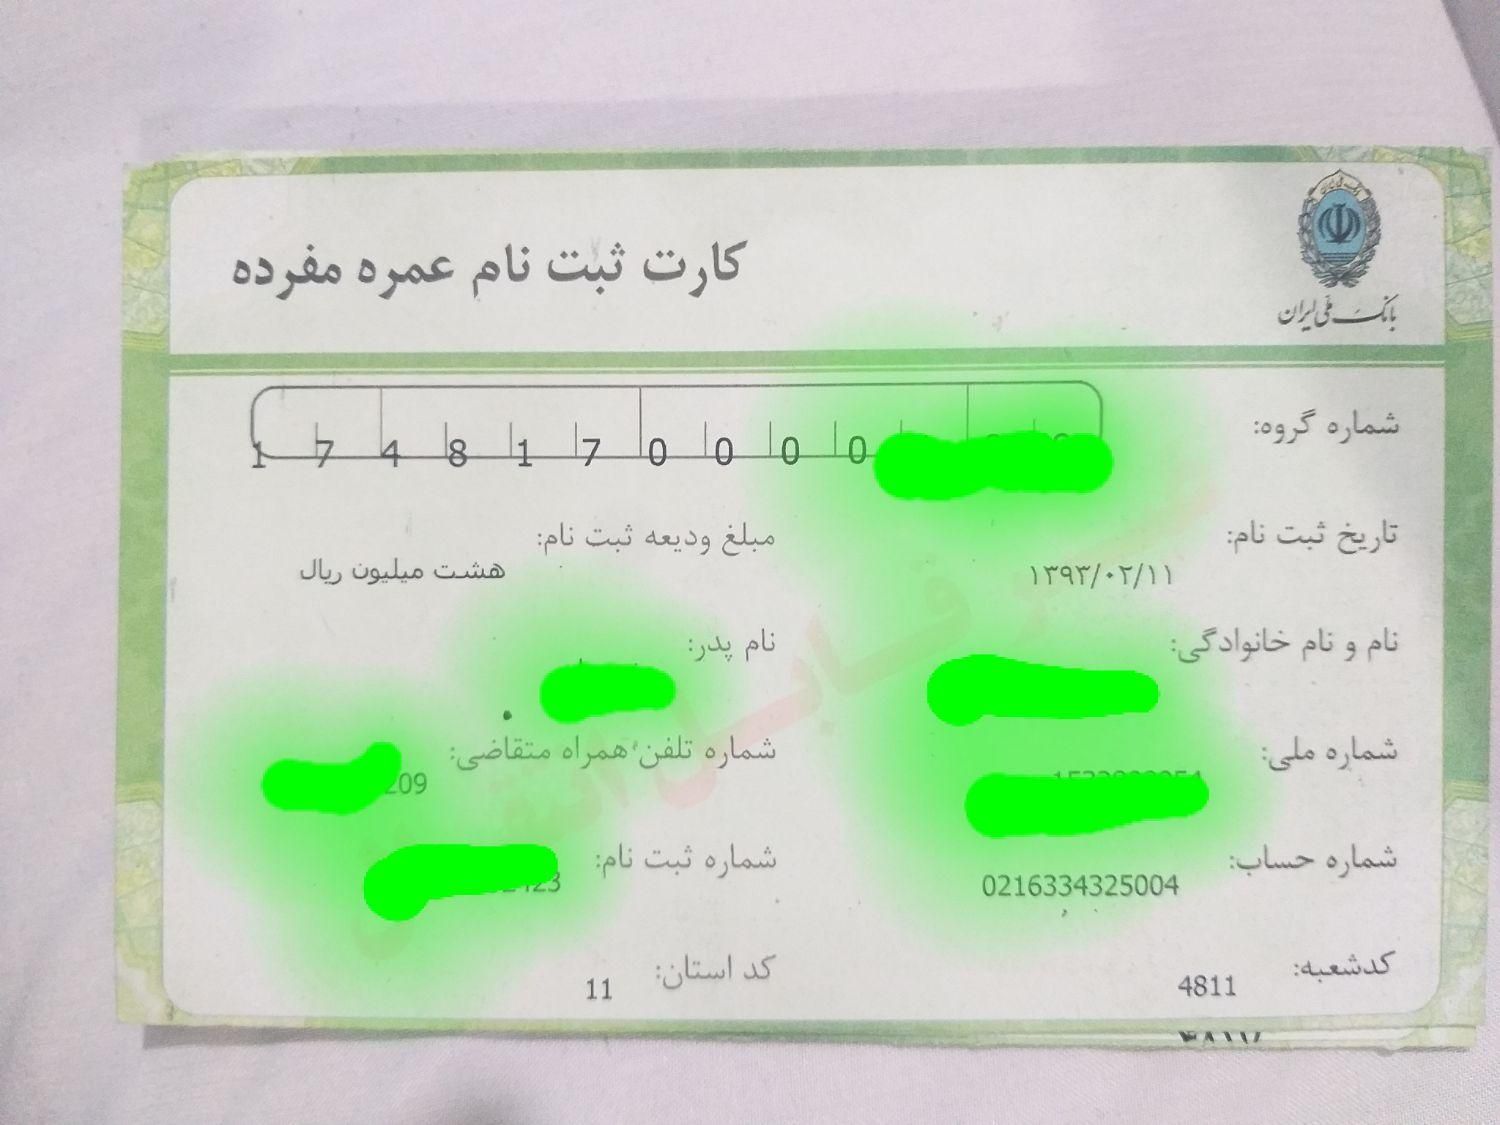 بانک ملی ایران
کارت ثبت نام عمره مفرده
شماره گروه: 1 7 4 8 1 7 0 0 0 0
تاریخ ثبت نام: ۱۳۹۳/۰۲/۱۱
مبلغ ودیعه ثبت نام: هشت میلیون ریال
نام و نام خانوادگی:
نام پدر:
شماره ملی:
شماره تلفن همراه متقاضی: 209
شماره حساب: 0216334325004
شماره ثبت نام: 423
کدشعبه: 4811
کد استان: 11